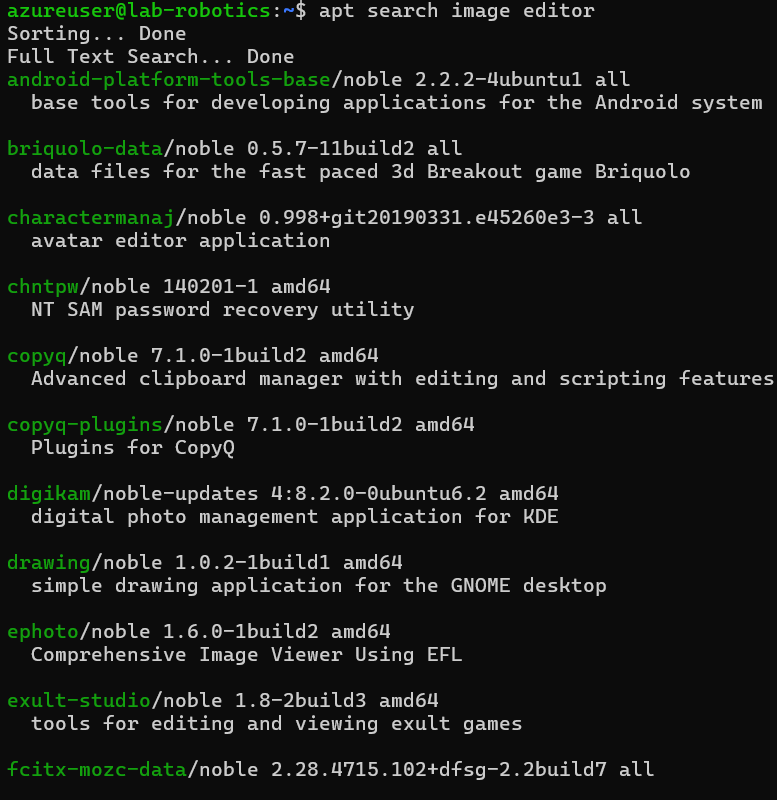 azureuser@lab-robotics:~$ apt search image editor
Sorting... Done
Full Text Search... Done
android-platform-tools-base/noble 2.2.2-4ubuntu1 all
  base tools for developing applications for the Android system

briquolo-data/noble 0.5.7-11build2 all
  data files for the fast paced 3d Breakout game Briquolo

charactermanaj/noble 0.998+git20190331.e45260e3-3 all
  avatar editor application

chntpw/noble 140201-1 amd64
  NT SAM password recovery utility

copyq/noble 7.1.0-1build2 amd64
  Advanced clipboard manager with editing and scripting features

copyq-plugins/noble 7.1.0-1build2 amd64
  Plugins for CopyQ

digikam/noble-updates 4:8.2.0-0ubuntu6.2 amd64
  digital photo management application for KDE

drawing/noble 1.0.2-1build1 amd64
  simple drawing application for the GNOME desktop

ephoto/noble 1.6.0-1build2 amd64
  Comprehensive Image Viewer Using EFL

exult-studio/noble 1.8-2build3 amd64
  tools for editing and viewing exult games

fcitx-mozc-data/noble 2.28.4715.102+dfsg-2.2build7 all